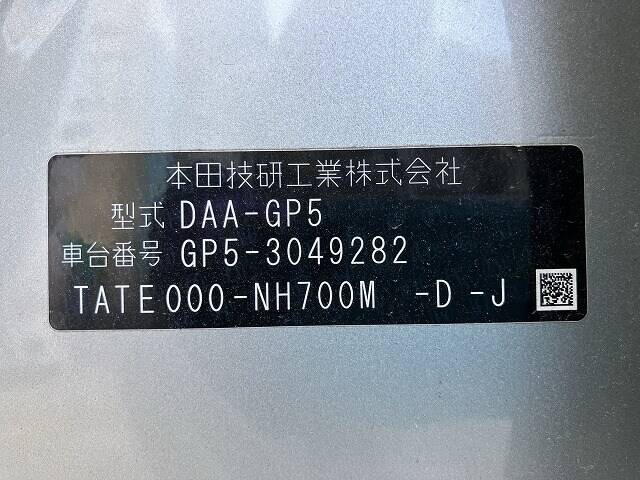 本田技研工業株式会社
型式 DAA-GP5
車台番号 GP5-3049282
TATE000-NH700M -D -J